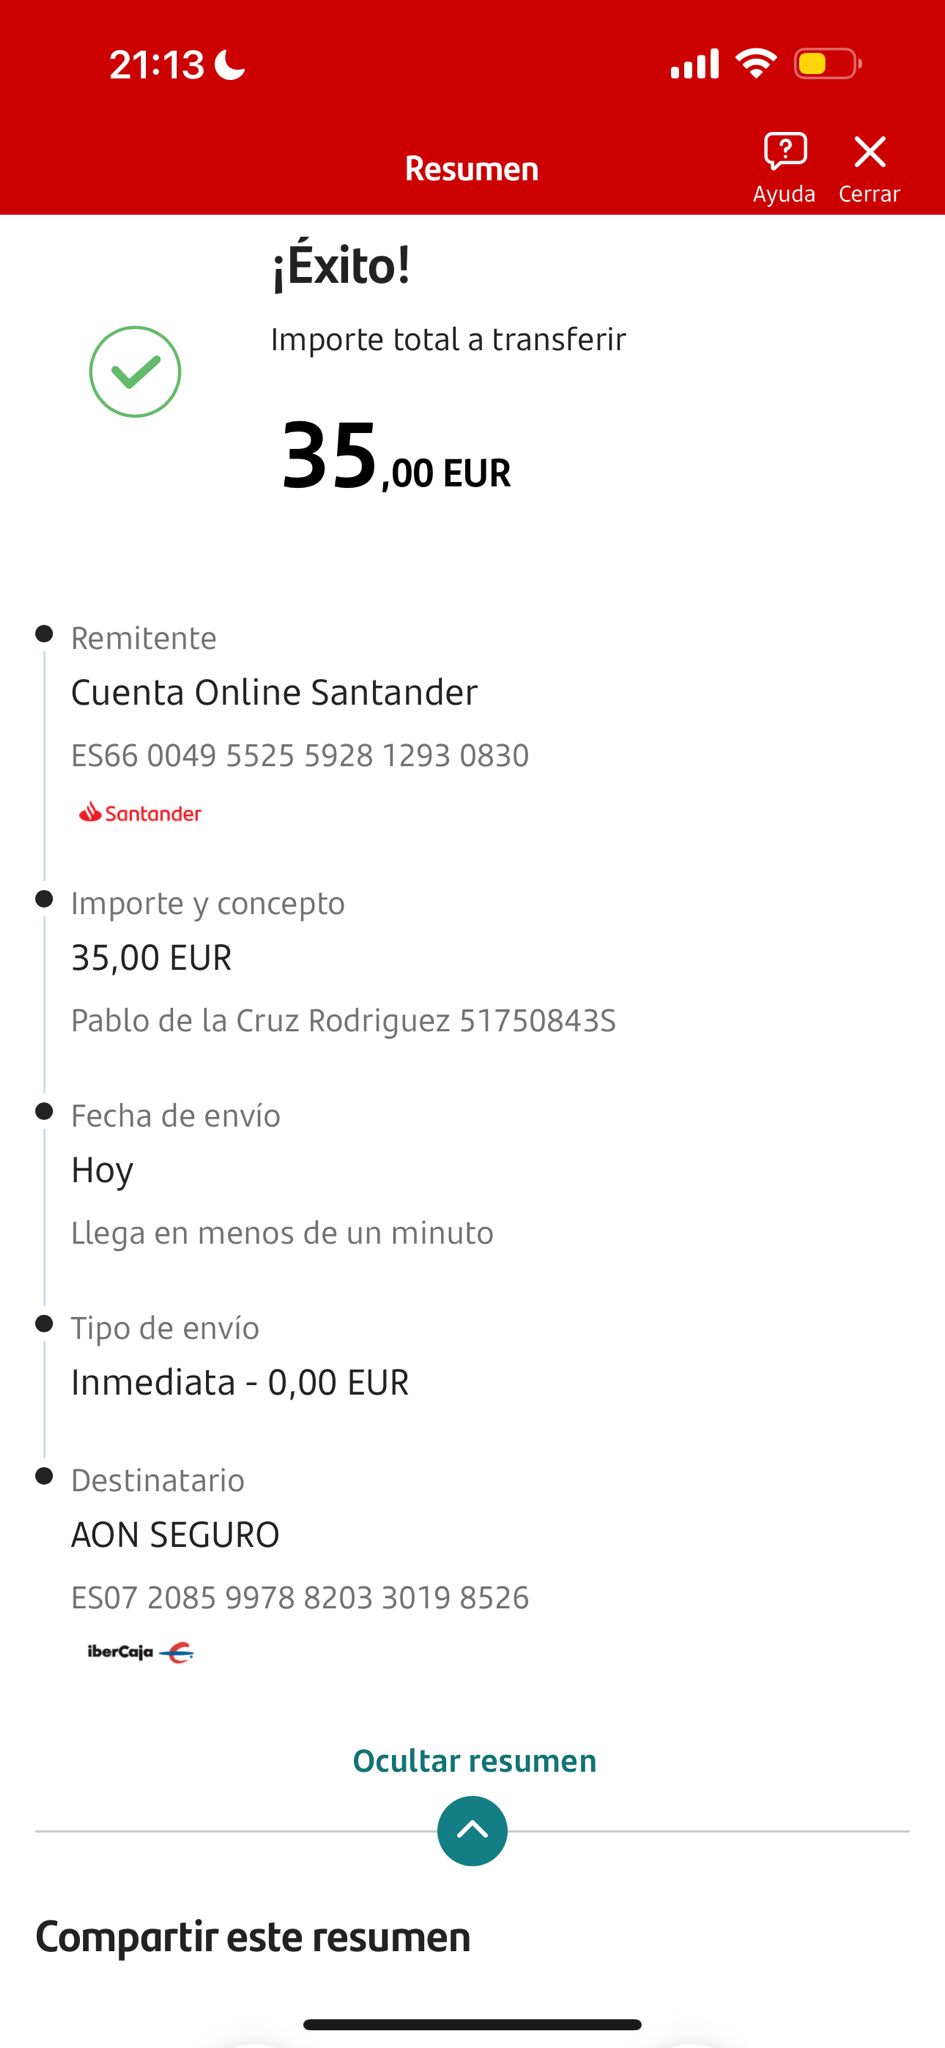 21:13
Resumen
Ayuda
Cerrar
¡Éxito!
Importe total a transferir
35,00 EUR
Remitente
Cuenta Online Santander
ES66 0049 5525 5928 1293 0830
Santander
Importe y concepto
35,00 EUR
Pablo de la Cruz Rodriguez 51750843S
Fecha de envío
Hoy
Llega en menos de un minuto
Tipo de envío
Inmediata - 0,00 EUR
Destinatario
AON SEGURO
ES07 2085 9978 8203 3019 8526
iberCaja
Ocultar resumen
Compartir este resumen